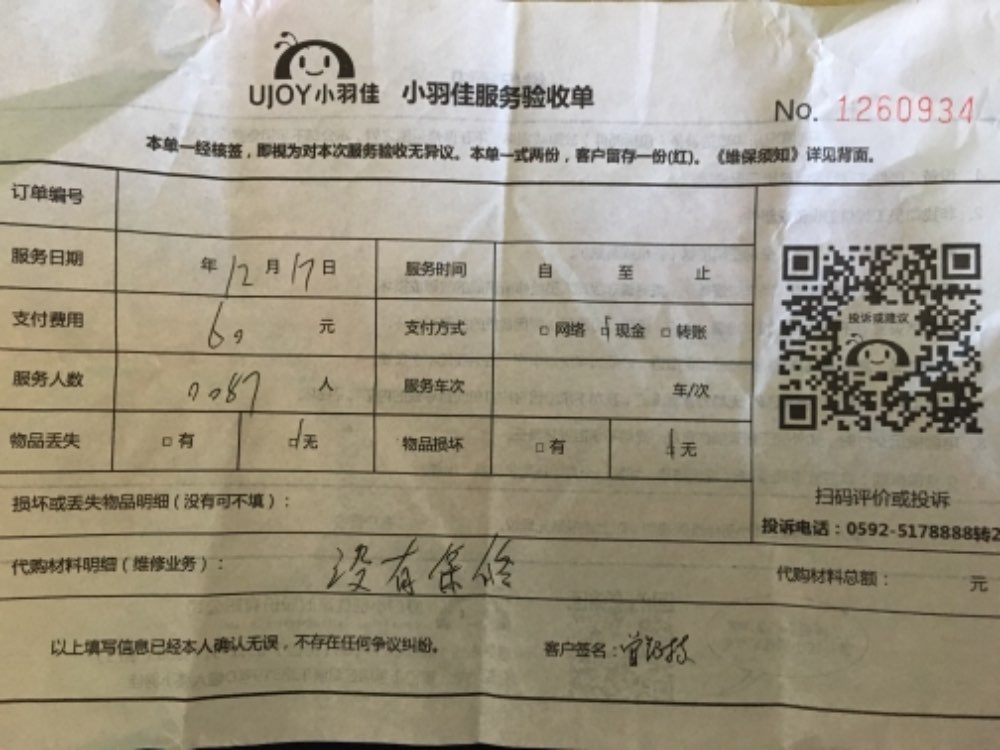 UJOY小羽佳 小羽佳服务验收单
No. 1260934
本单一经核签，即视为对本次服务验收无异议。本单一式两份，客户留存一份(红)。《维保须知》详见背面。
订单编号
服务日期 年 12 月 17 日 服务时间 自 至 止
支付费用 60 元 支付方式 □网络 □现金 □转账
投诉或建议
服务人数 0087 人 服务车次 车/次
物品丢失 □有 □无 物品损坏 □有 □无
损坏或丢失物品明细（没有可不填）：
扫码评价或投诉
投诉电话：0592-5178888转2
代购材料明细（维修业务）： 没有保修
代购材料总额： 元
以上填写信息已经本人确认无误，不存在任何争议纠纷。 客户签名：曾